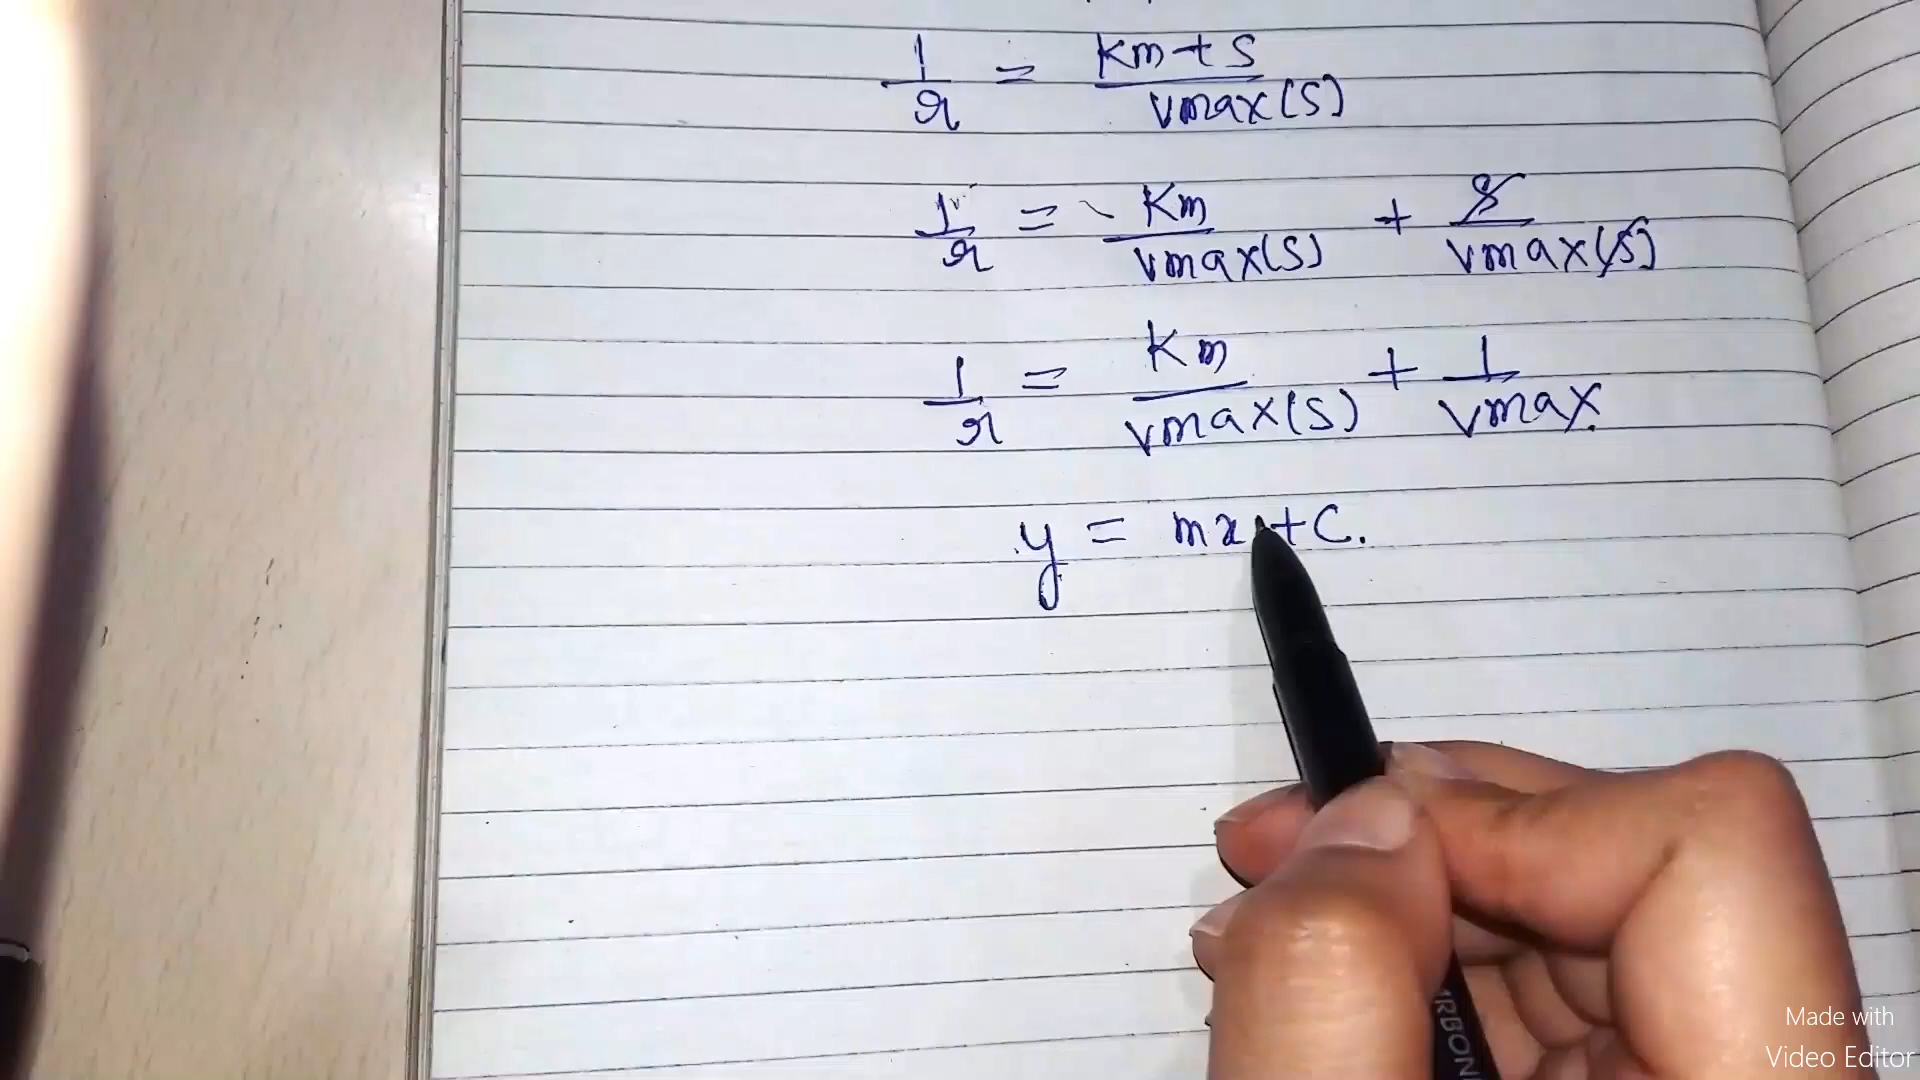 1/r = Km+S / Vmax(S)
1/r = Km / Vmax(S) + S / Vmax(S)
1/r = Km / Vmax(S) + 1 / Vmax.
y = mx+C.
Made with
Video Editor